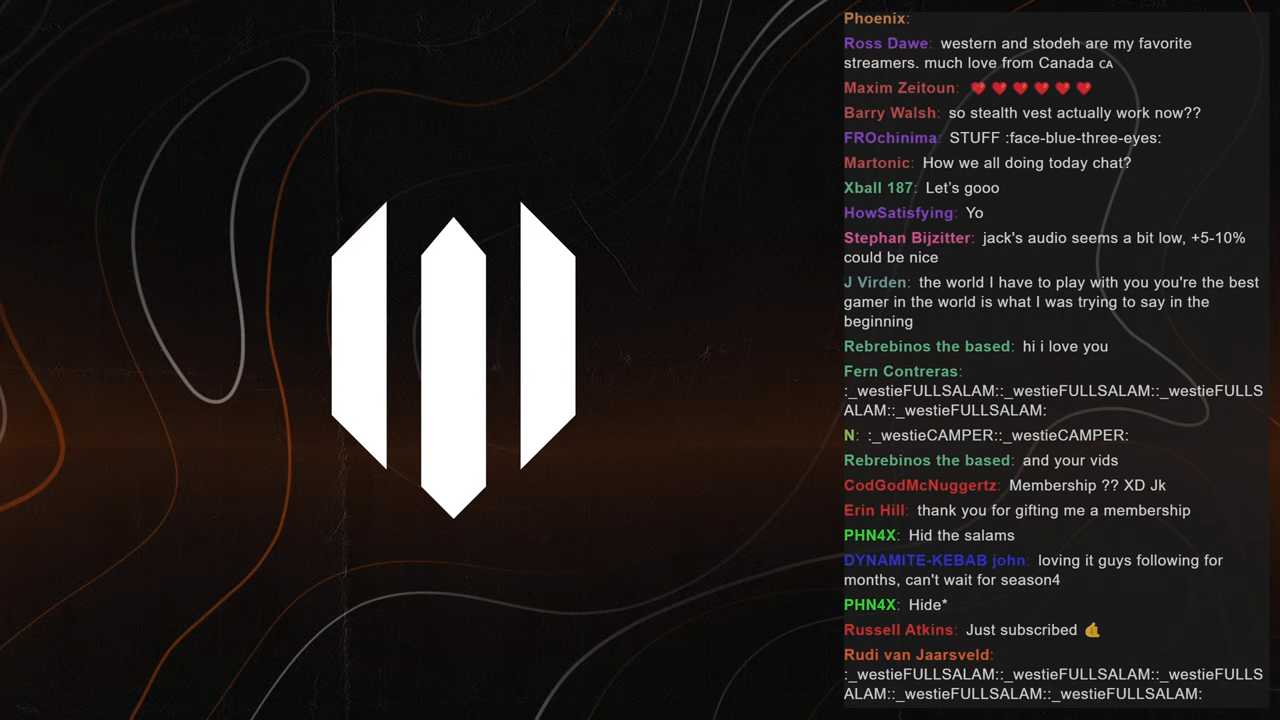 Phoenix:
Ross Dawe: western and stodeh are my favorite
streamers. much love from Canada CA
Maxim Zeitoun: ❤ ❤ ❤ ❤ ❤ ❤
Barry Walsh: so stealth vest actually work now??
FROchinima: STUFF :face-blue-three-eyes:
Martonic: How we all doing today chat?
Xball 187: Let’s gooo
HowSatisfying: Yo
Stephan Bijzitter: jack's audio seems a bit low, +5-10%
could be nice
J Virden: the world I have to play with you you're the best
gamer in the world is what I was trying to say in the
beginning
Rebrebinos the based: hi i love you
Fern Contreras:
:_westieFULLSALAM::_westieFULLSALAM::_westieFULLS
ALAM::_westieFULLSALAM:
N: :_westieCAMPER::_westieCAMPER:
Rebrebinos the based: and your vids
CodGodMcNuggertz: Membership ?? XD Jk
Erin Hill: thank you for gifting me a membership
PHN4X: Hid the salams
DYNAMITE-KEBAB john: loving it guys following for
months, can't wait for season4
PHN4X: Hide*
Russell Atkins: Just subscribed 🤙
Rudi van Jaarsveld:
:_westieFULLSALAM::_westieFULLSALAM::_westieFULLS
ALAM::_westieFULLSALAM::_westieFULLSALAM: